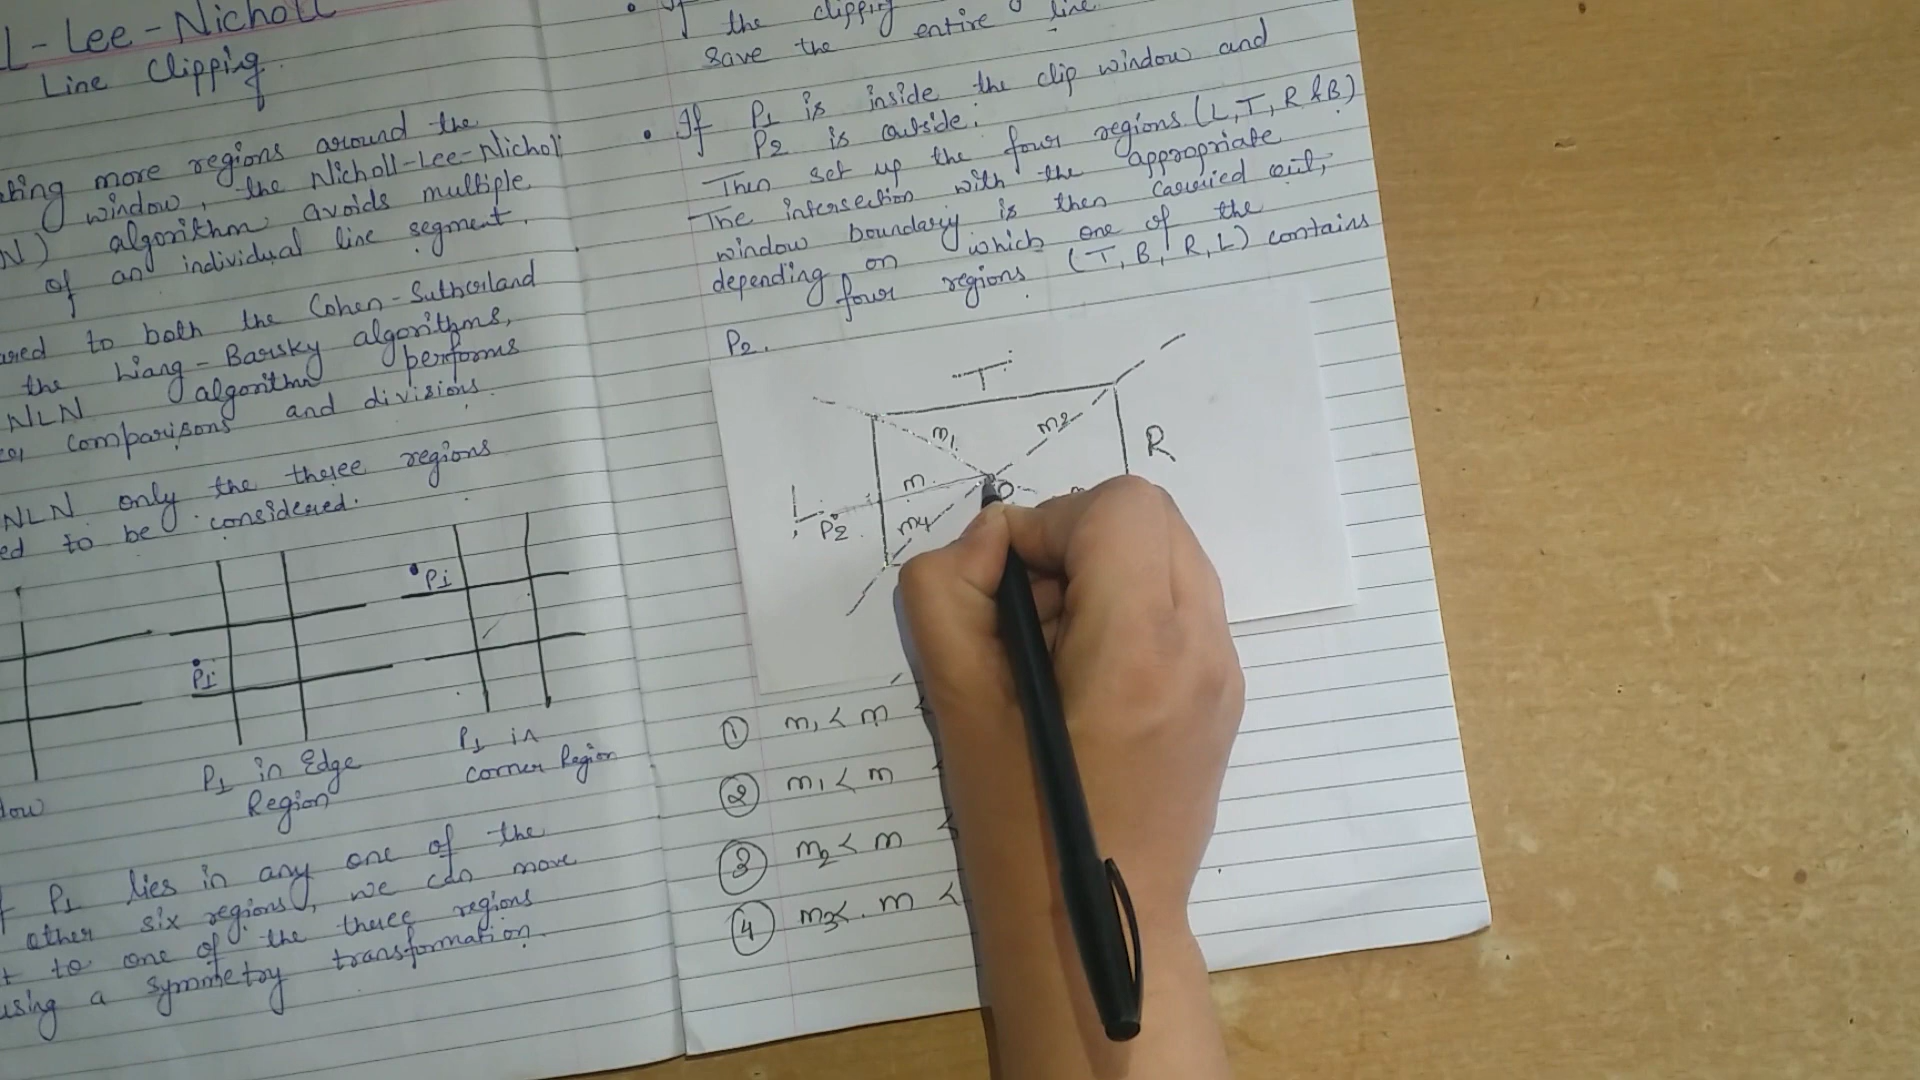 L-Lee-Nicholl
Line Clipping
more regions around the
window, the Nicholl-Lee-Nicholl
algorithm avoids multiple
of an individual line segment.
to both the Cohen-Sutherland
the Liang-Barsky algorithms,
NLN algorithm performs
comparisons and divisions.
NLN only the three regions
to be considered.
P1
P1
P1 in Edge
Region
P1 in
corner Region
P1 lies in any one of the
other six regions, we can move
to one of the three regions
using a symmetry transformation.
the clipping
save the entire line.
• If P1 is inside the clip window and
P2 is outside:
Then set up the four regions (L,T,R &B)
The intersection with the appropriate
window boundary is then carried out,
depending on which one of the
four regions (T, B, R, L) contains
P2.
T
m1
m2
R
m
L
P2
m4
① m1 < m <
② m1 < m <
③ m2 < m <
④ m3 < m <